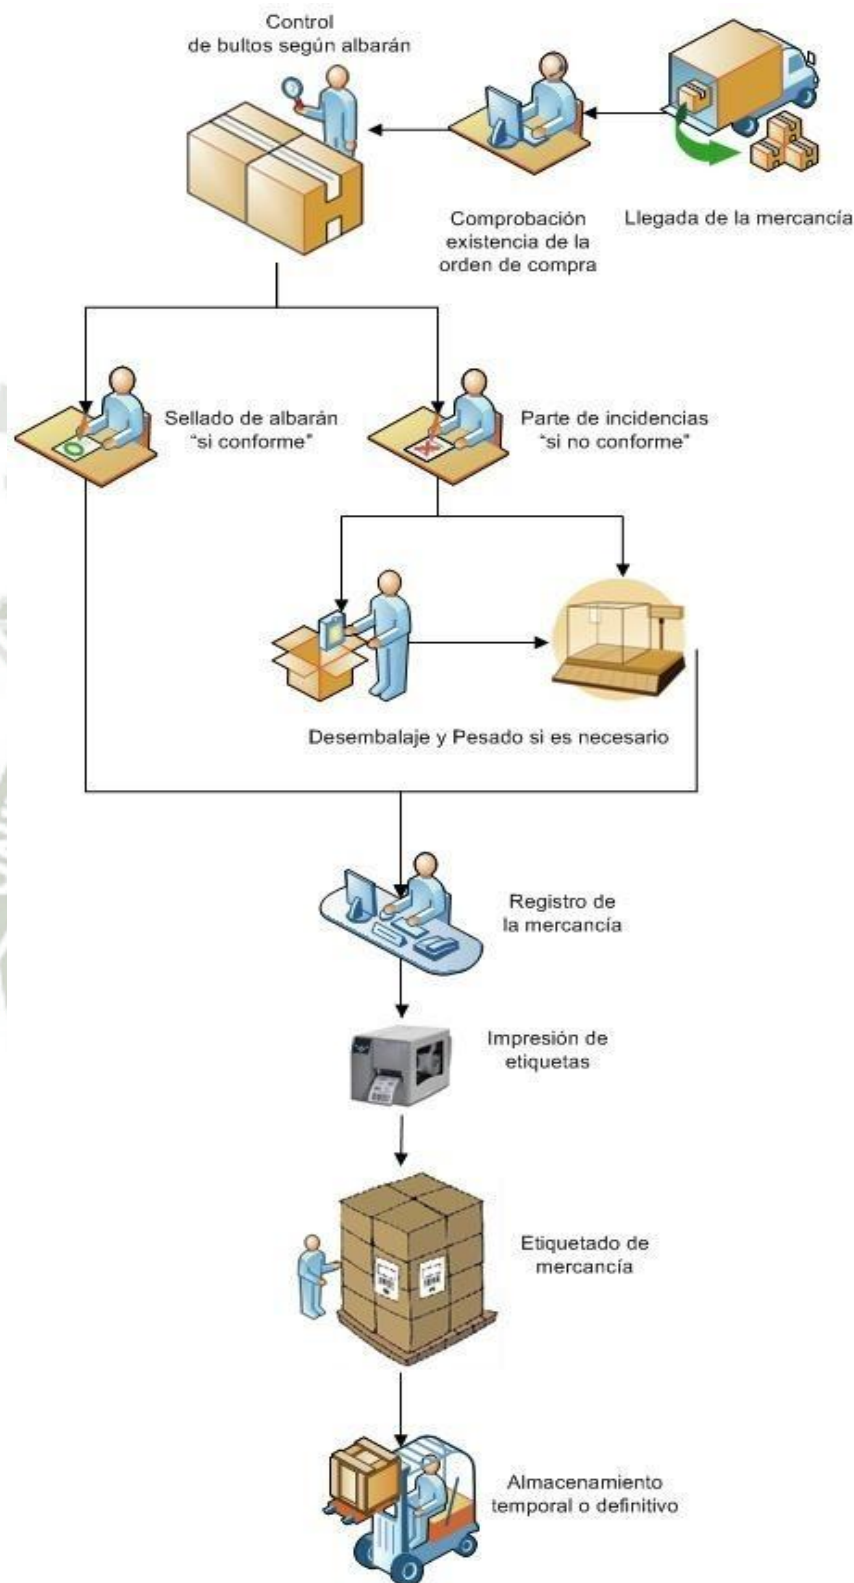 Control
de bultos según albarán
Comprobación
existencia de la
orden de compra
Llegada de la mercancía
Sellado de albarán
“si conforme”
Parte de incidencias
“si no conforme”
Desembalaje y Pesado si es necesario
Registro de
la mercancía
Impresión de
etiquetas
Etiquetado de
mercancía
Almacenamiento
temporal o definitivo